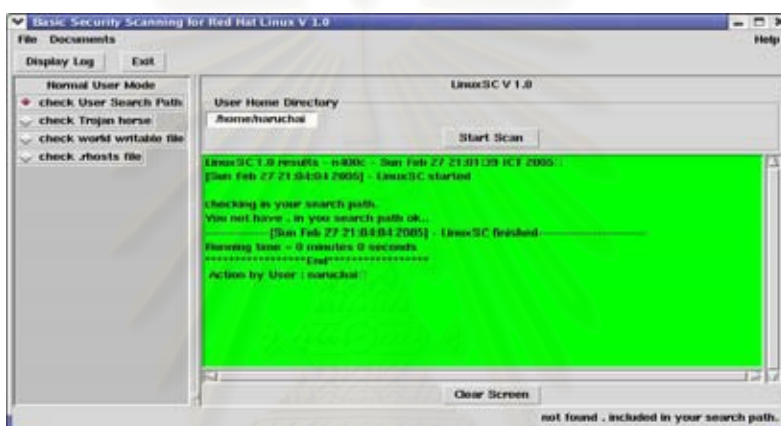 Basic Security Scanning for Red Hat Linux V 1.0
File Documents Help
Display Log Exit
Normal User Mode
check User Search Path
check Trojan horse
check world writable file
check .rhosts file
LinuxSC V 1.0
User Home Directory
/home/naruchai
Start Scan
LinuxSC 1.0 results - n400c - Sun Feb 27 21:01:39 ICT 2005
[Sun Feb 27 21:04:04 2005] - LinuxSC started
checking in your search path.
You not have . in you search path ok..
--------------[Sun Feb 27 21:04:04 2005] - LinuxSC finished-----------------------
Running time = 0 minutes 0 seconds
******************End******************
Action by User : naruchai
Clear Screen
not found . included in your search path.